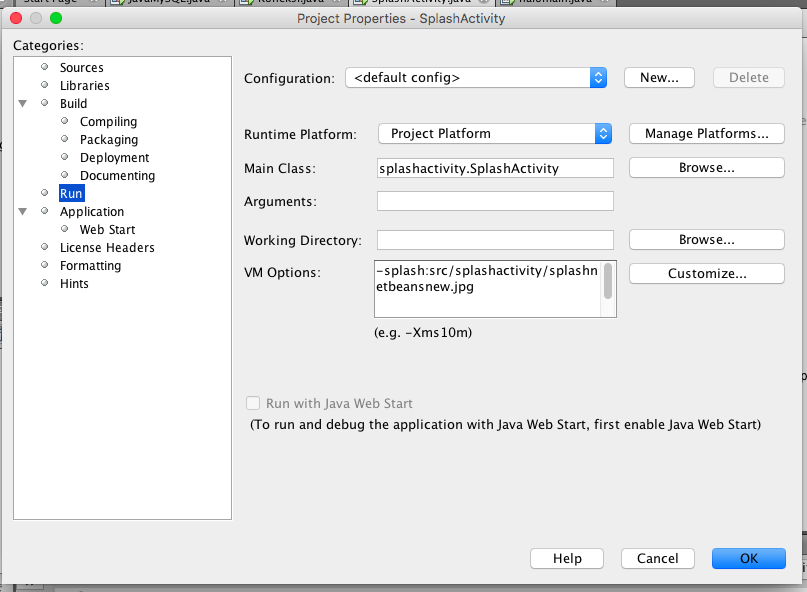 Project Properties - SplashActivity
Categories:
Sources
Libraries
Build
Compiling
Packaging
Deployment
Documenting
Run
Application
Web Start
License Headers
Formatting
Hints
Configuration: <default config> New... Delete
Runtime Platform: Project Platform Manage Platforms...
Main Class: splashactivity.SplashActivity Browse...
Arguments:
Working Directory: Browse...
VM Options: -splash:src/splashactivity/splashn Customize...
etbeansnew.jpg
(e.g. -Xms10m)
Run with Java Web Start
(To run and debug the application with Java Web Start, first enable Java Web Start)
Help Cancel OK